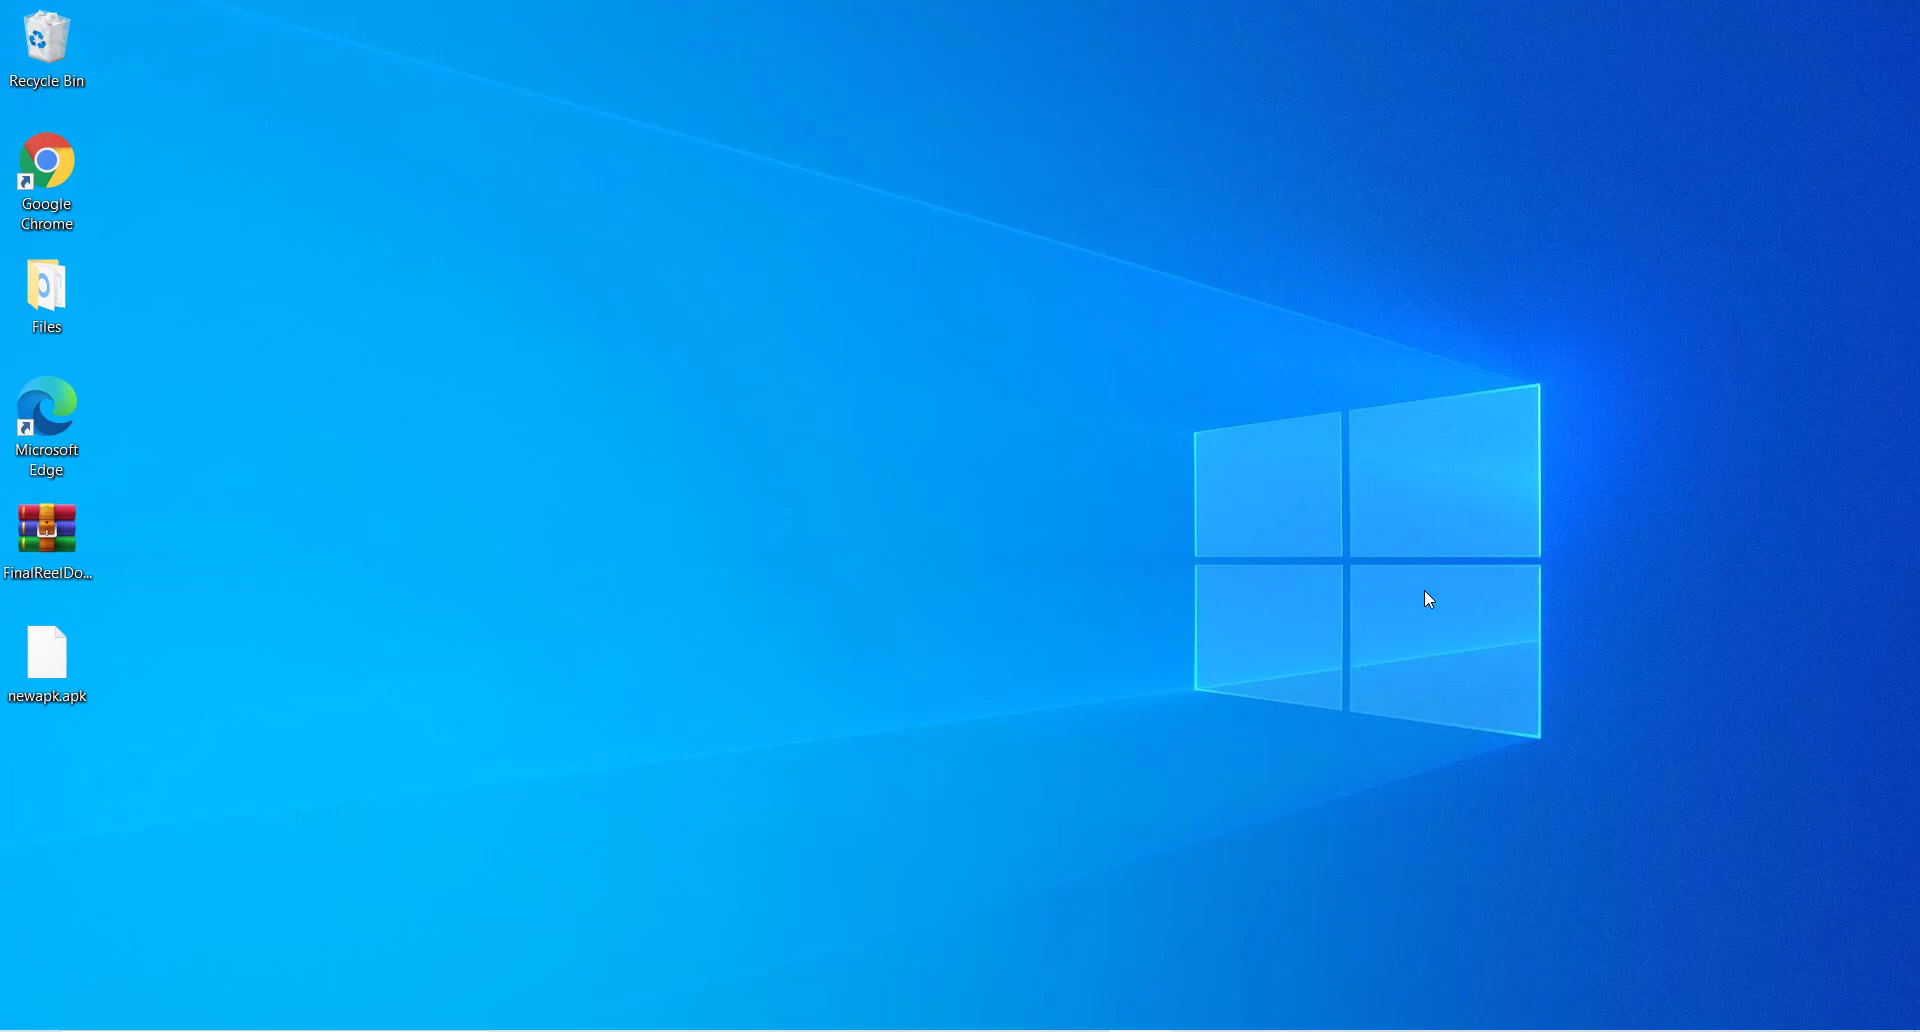 Recycle Bin
Google
Chrome
Files
Microsoft
Edge
FinalReelDo...
newapk.apk